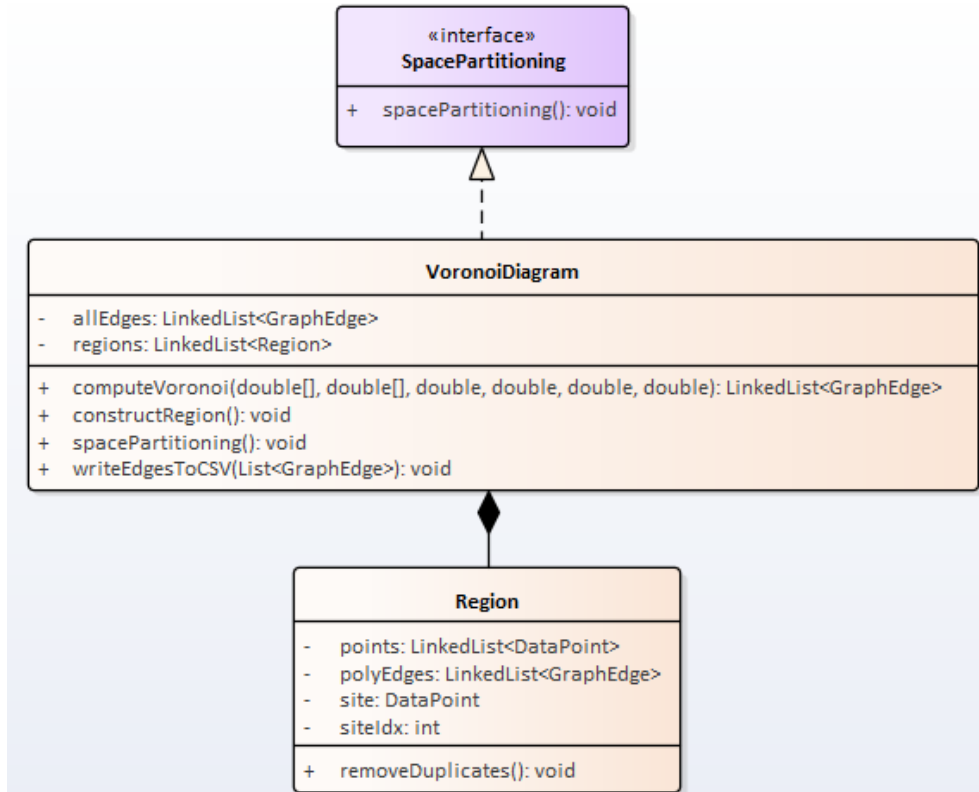 «interface»
SpacePartitioning
+ spacePartitioning(): void
VoronoiDiagram
- allEdges: LinkedList<GraphEdge>
- regions: LinkedList<Region>
+ computeVoronoi(double[], double[], double, double, double, double): LinkedList<GraphEdge>
+ constructRegion(): void
+ spacePartitioning(): void
+ writeEdgesToCSV(List<GraphEdge>): void
Region
- points: LinkedList<DataPoint>
- polyEdges: LinkedList<GraphEdge>
- site: DataPoint
- siteIdx: int
+ removeDuplicates(): void